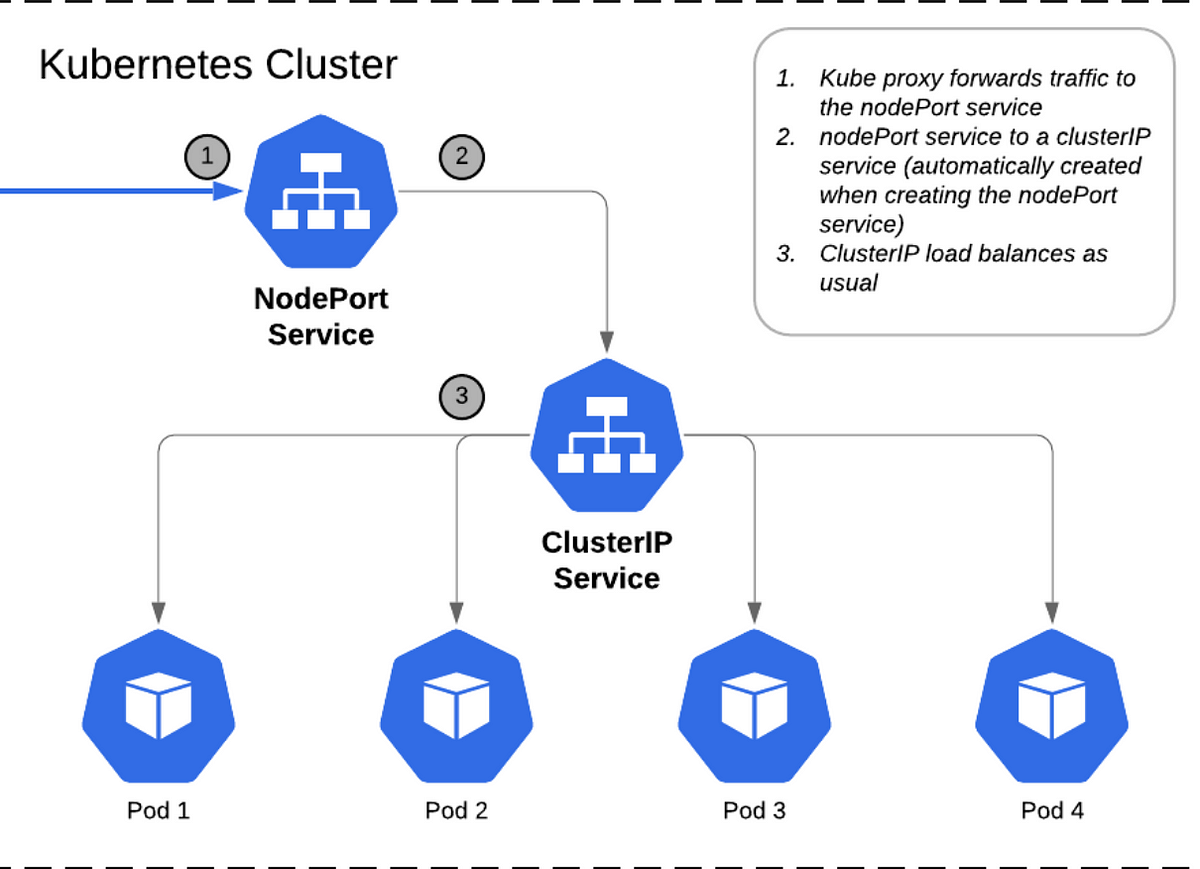 Kubernetes Cluster
1. Kube proxy forwards traffic to
the nodePort service
2. nodePort service to a clusterIP
service (automatically created
when creating the nodePort
service)
3. ClusterIP load balances as
usual
1
2
NodePort
Service
3
ClusterIP
Service
Pod 1
Pod 2
Pod 3
Pod 4